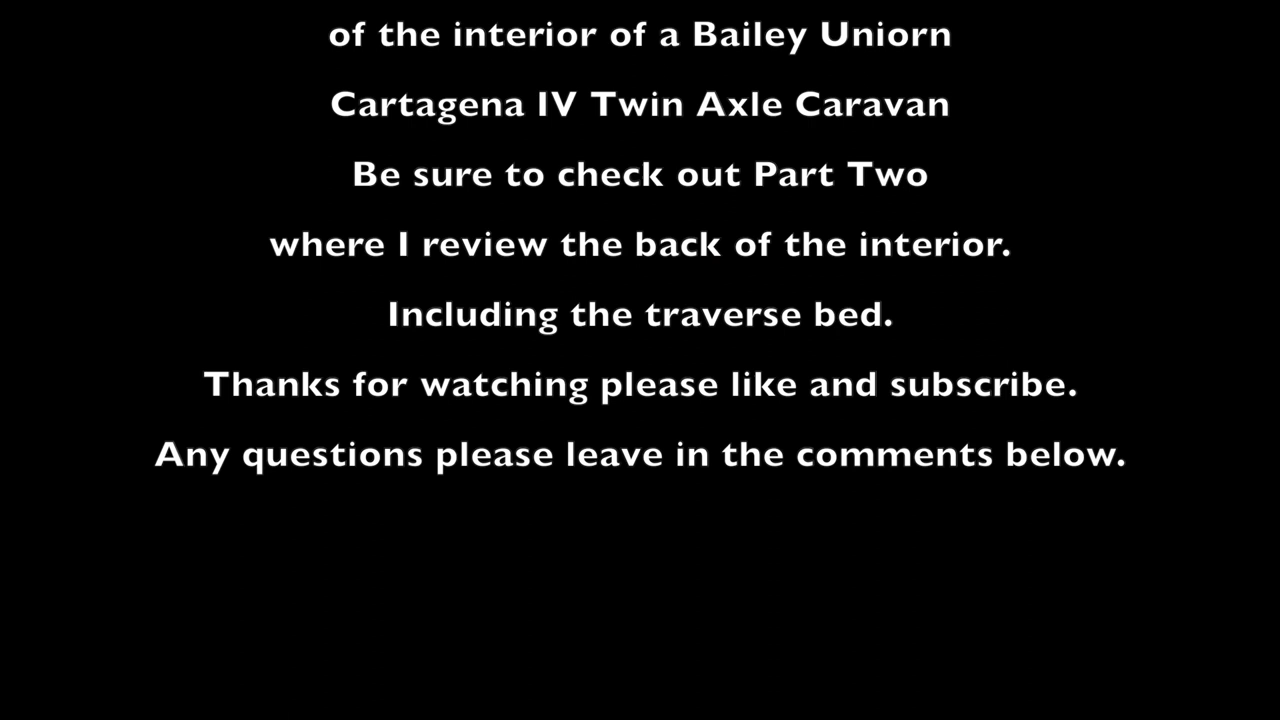 of the interior of a Bailey Uniorn
Cartagena IV Twin Axle Caravan
Be sure to check out Part Two
where I review the back of the interior.
Including the traverse bed.
Thanks for watching please like and subscribe.
Any questions please leave in the comments below.